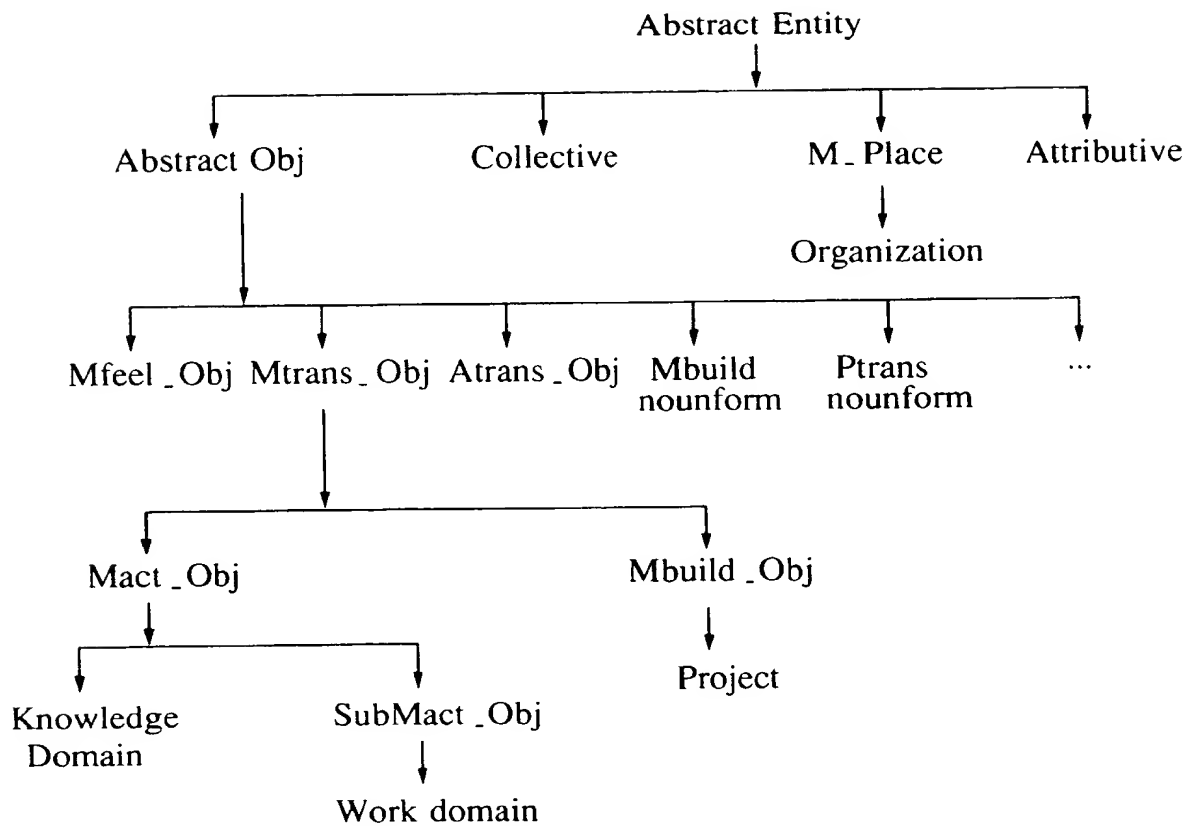 Abstract Entity
Abstract Obj
Collective
M_Place
Attributive
Organization
Mfeel_Obj
Mtrans_Obj
Atrans_Obj
Mbuild
nounform
Ptrans
nounform
...
Mact_Obj
Mbuild_Obj
Project
Knowledge
Domain
SubMact_Obj
Work domain